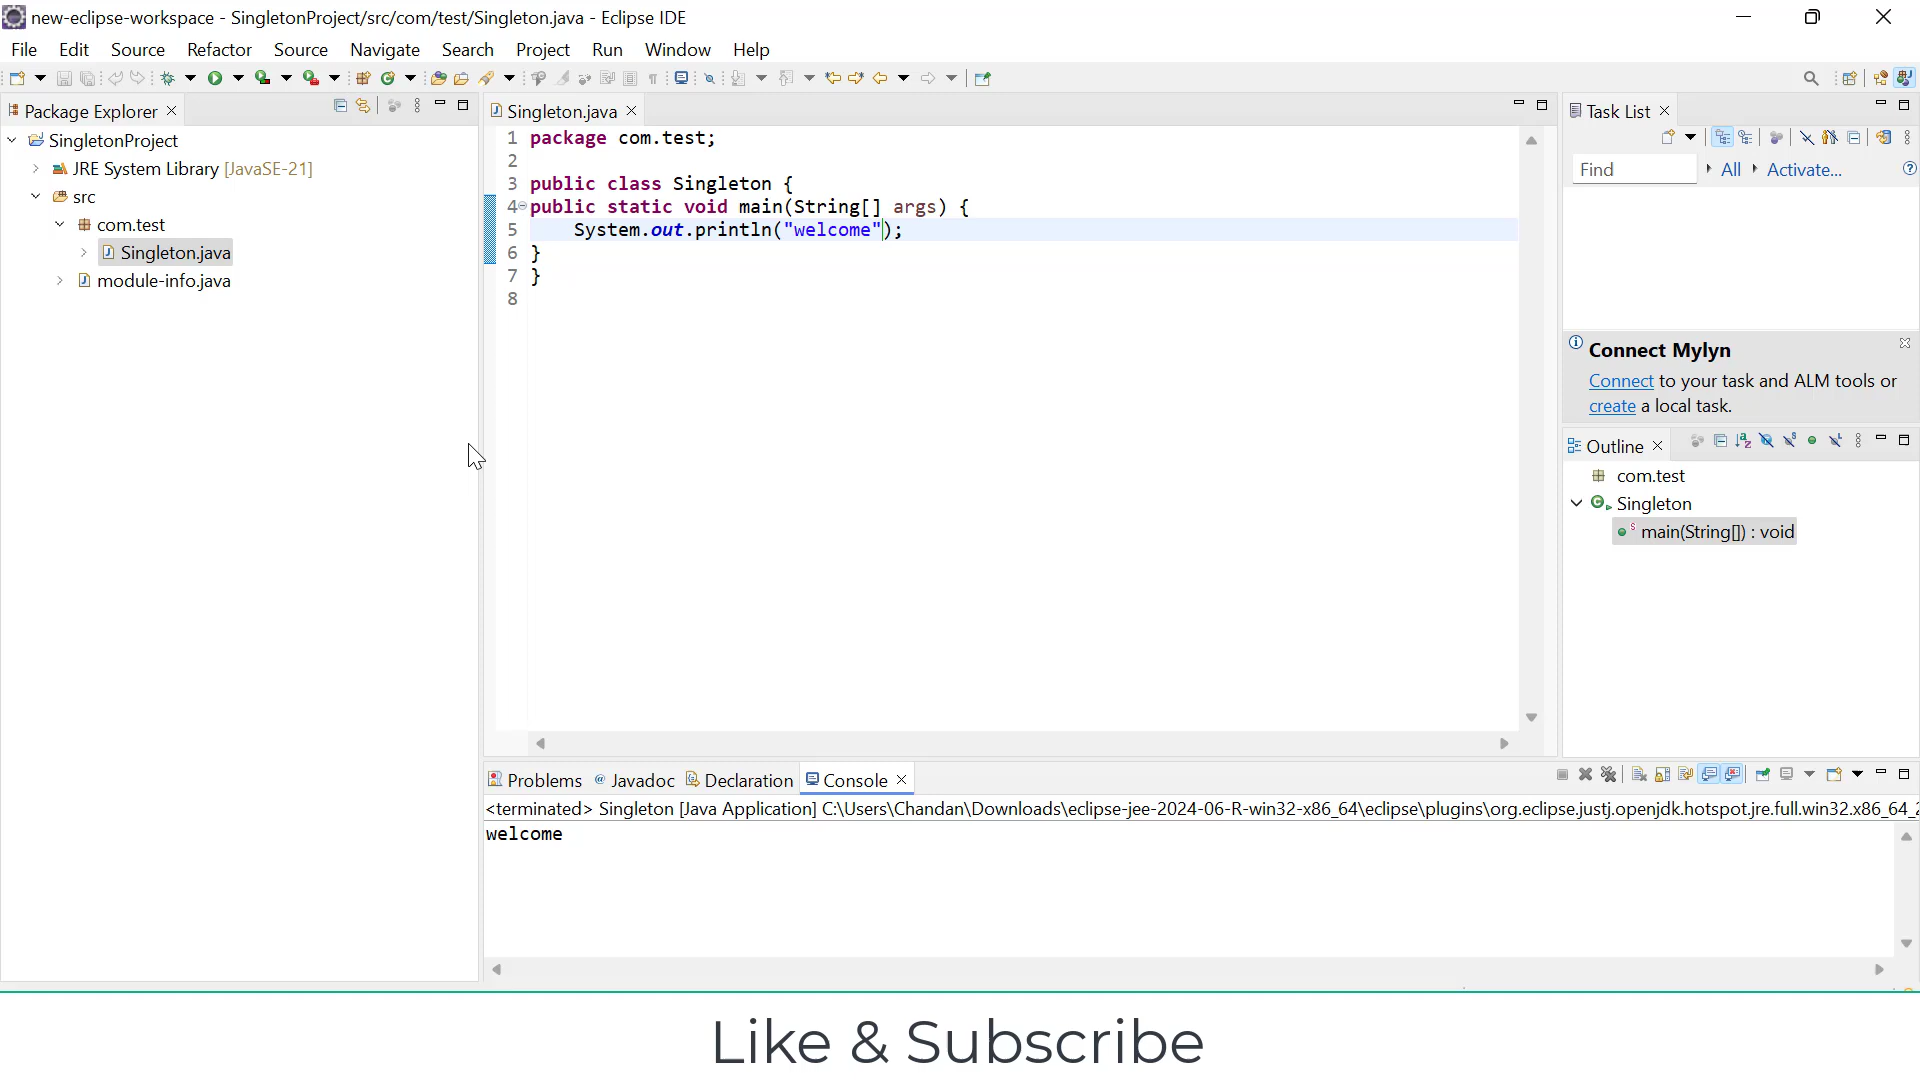 new-eclipse-workspace - SingletonProject/src/com/test/Singleton.java - Eclipse IDE
File Edit Source Refactor Source Navigate Search Project Run Window Help
Package Explorer
SingletonProject
JRE System Library [JavaSE-21]
src
com.test
Singleton.java
module-info.java
Singleton.java
1 package com.test;
2
3 public class Singleton {
4 public static void main(String[] args) {
5 System.out.println("welcome");
6 }
7 }
8
Task List
Find All Activate...
Connect Mylyn
Connect to your task and ALM tools or
create a local task.
Outline
com.test
Singleton
main(String[]) : void
Problems Javadoc Declaration Console
<terminated> Singleton [Java Application] C:\Users\Chandan\Downloads\eclipse-jee-2024-06-R-win32-x86_64\eclipse\plugins\org.eclipse.justj.openjdk.hotspot.jre.full.win32.x86_64_2
welcome
Like & Subscribe